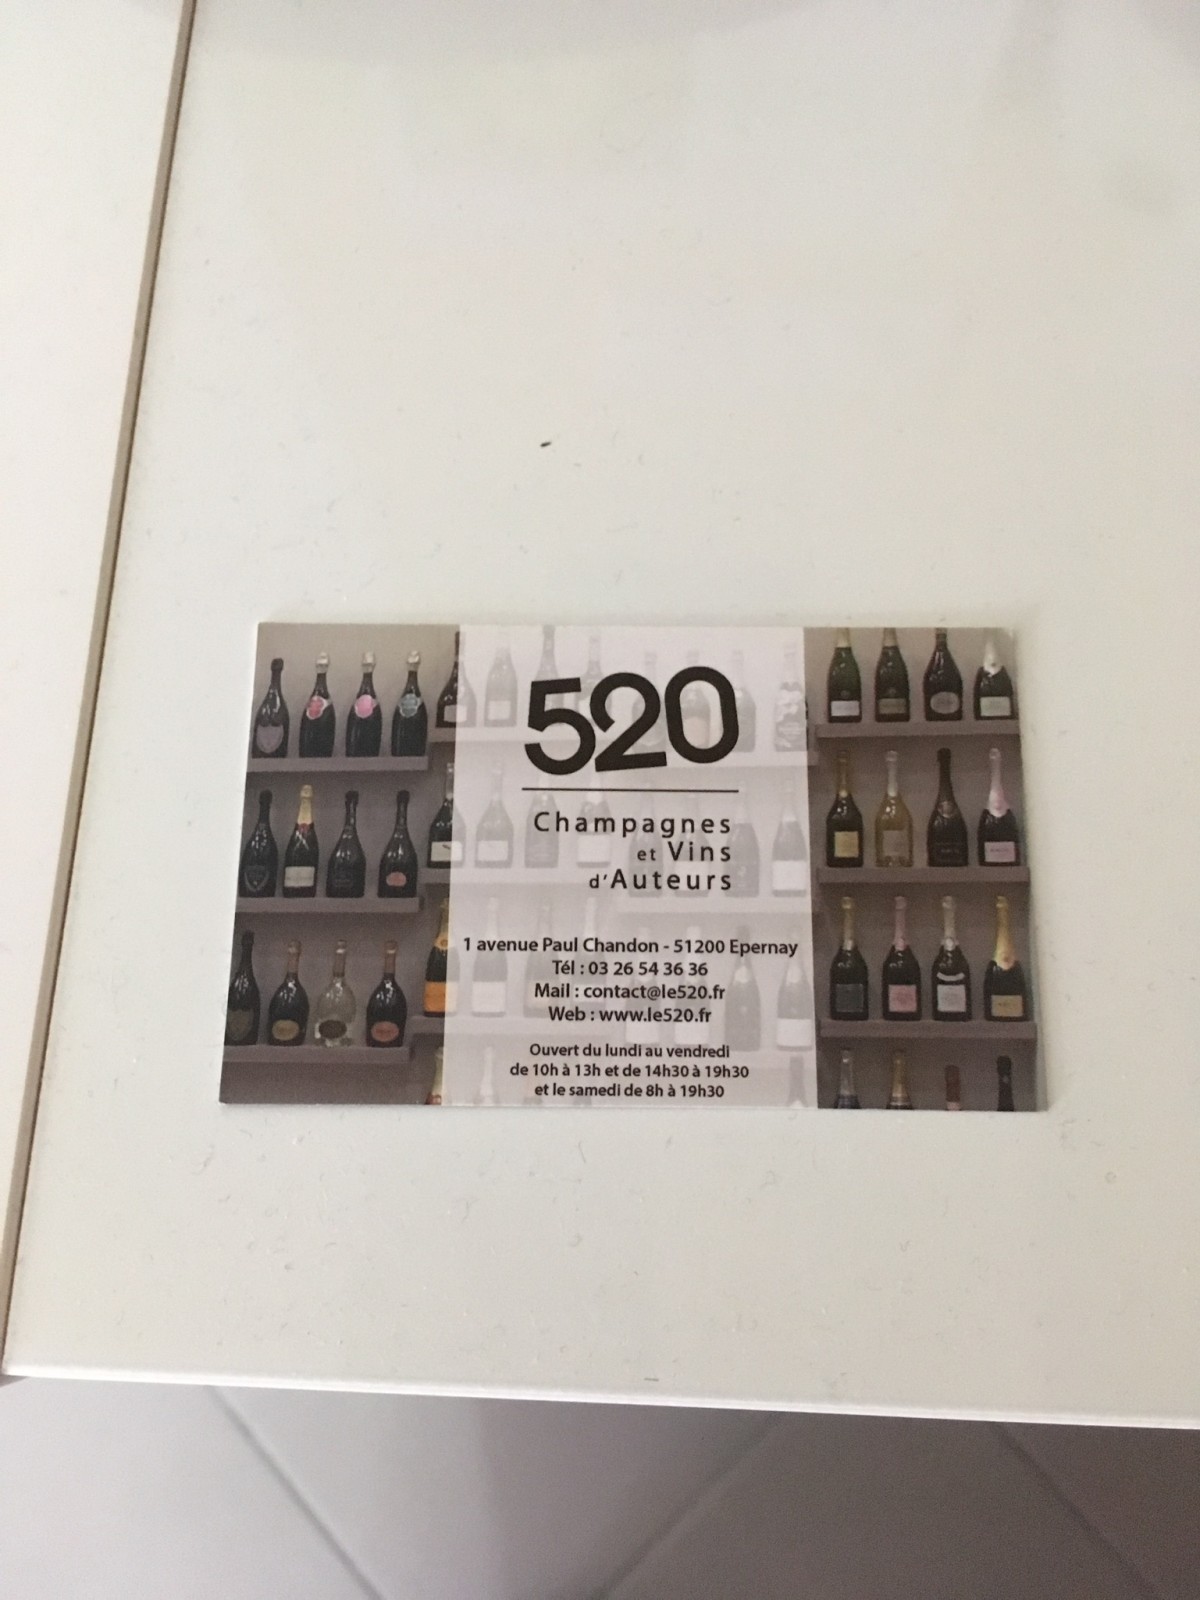 520
Champagnes
et Vins
d'Auteurs
1 avenue Paul Chandon - 51200 Epernay
Tél : 03 26 54 36 36
Mail : contact@le520.fr
Web : www.le520.fr
Ouvert du lundi au vendredi
de 10h à 13h et de 14h30 à 19h30
et le samedi de 8h à 19h30